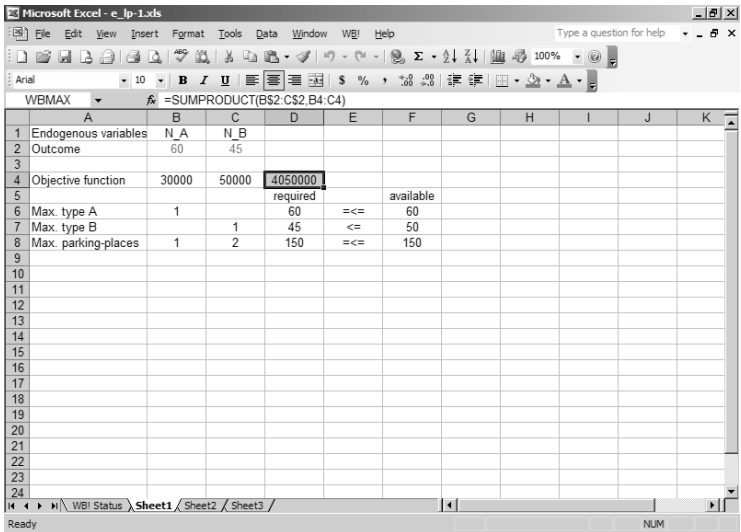 Microsoft Excel - e_lp-1.xls
File Edit View Insert Format Tools Data Window WB! Help Type a question for help
100%
Arial 10 B I U $ % ,
WBMAX fx =SUMPRODUCT(B$2:C$2,B4:C4)
A B C D E F G H I J K
1 Endogenous variables N_A N_B
2 Outcome 60 45
3
4 Objective function 30000 50000 4050000
5 required available
6 Max. type A 1 60 =<= 60
7 Max. type B 1 45 <= 50
8 Max. parking-places 1 2 150 =<= 150
9
10
11
12
13
14
15
16
17
18
19
20
21
22
23
24
WB! Status Sheet1 Sheet2 Sheet3
Ready NUM